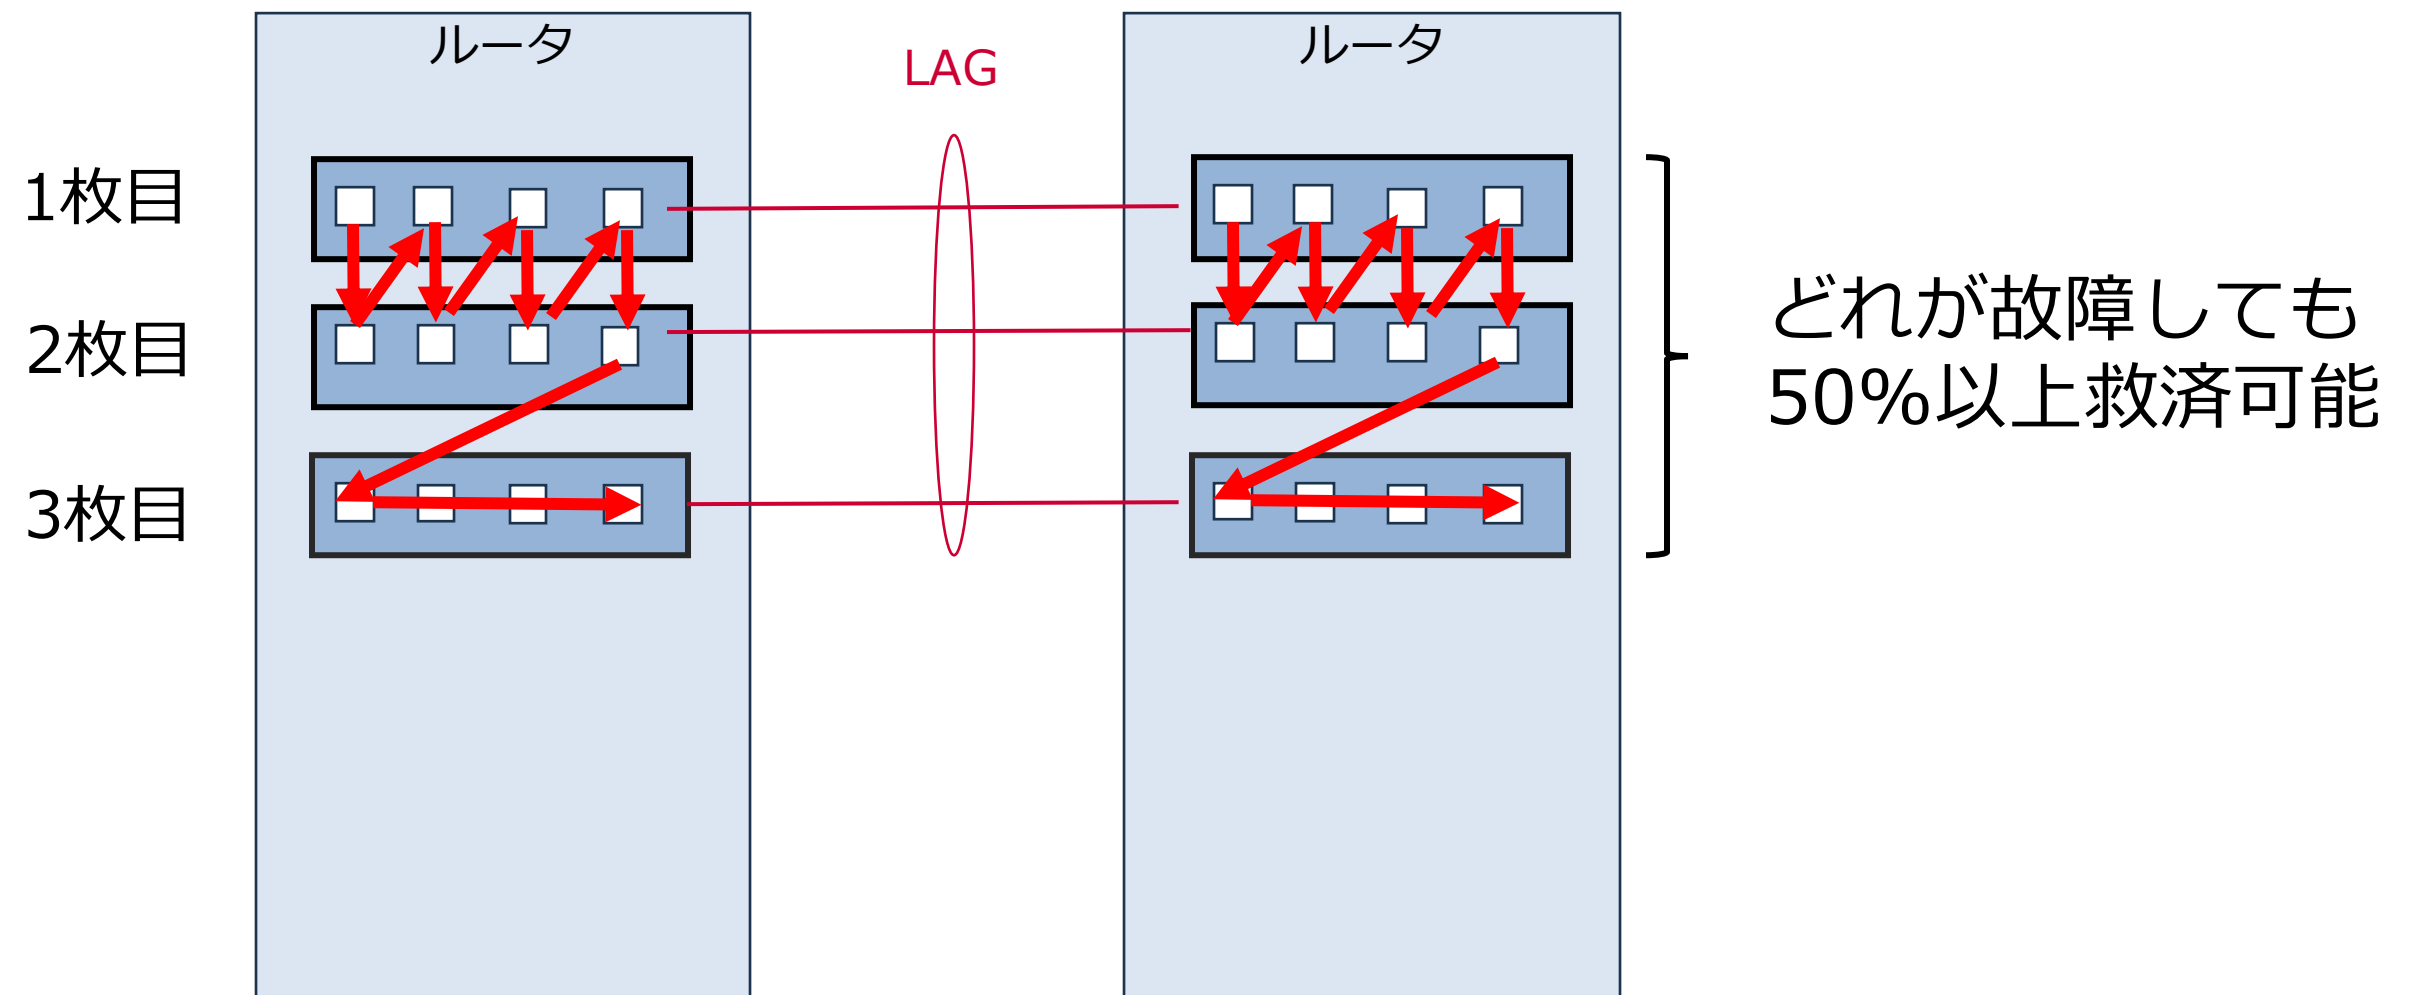 ルータ
LAG
ルータ
1枚目
2枚目
3枚目
どれが故障しても
50%以上救済可能